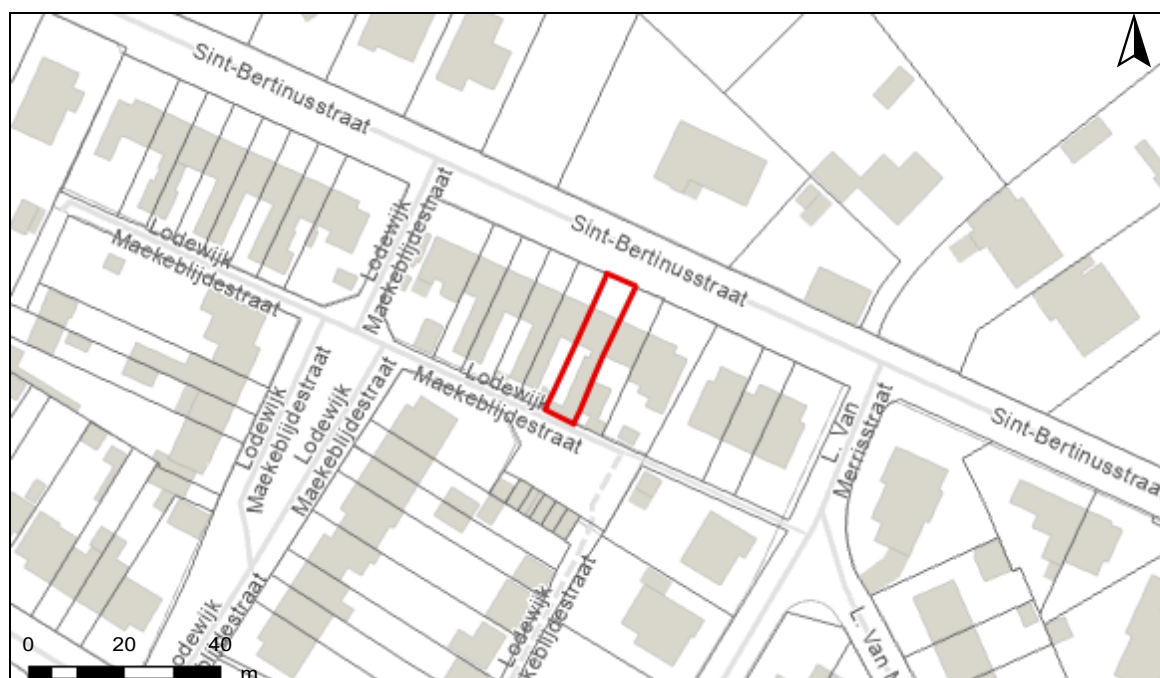 Sint-Bertinusstraat
Lodewijk
Maekeblijdestraat
Lodewijk
Maekeblijdestraat
Sint-Bertinusstraat
Lodewijk
Maekeblijdestraat
Lodewijk
Maekeblijdestraat
Lodewijk
Maekeblijdestraat
L. Van
Merrisstraat
Sint-Bertinusstraat
Lodewijk
L. Van
0 20 40
m